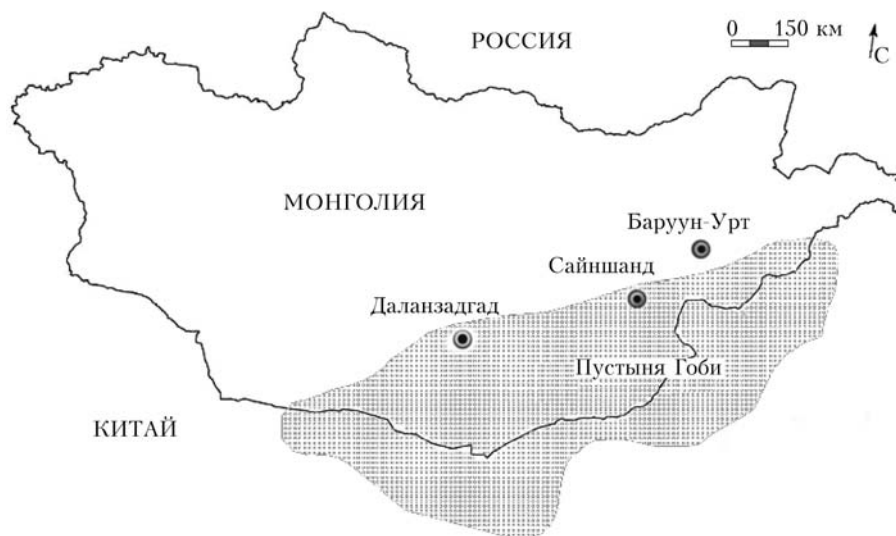 РОССИЯ
0 150 км
С
МОНГОЛИЯ
Баруун-Урт
Сайншанд
Даланзадгад
Пустыня Гоби
КИТАЙ